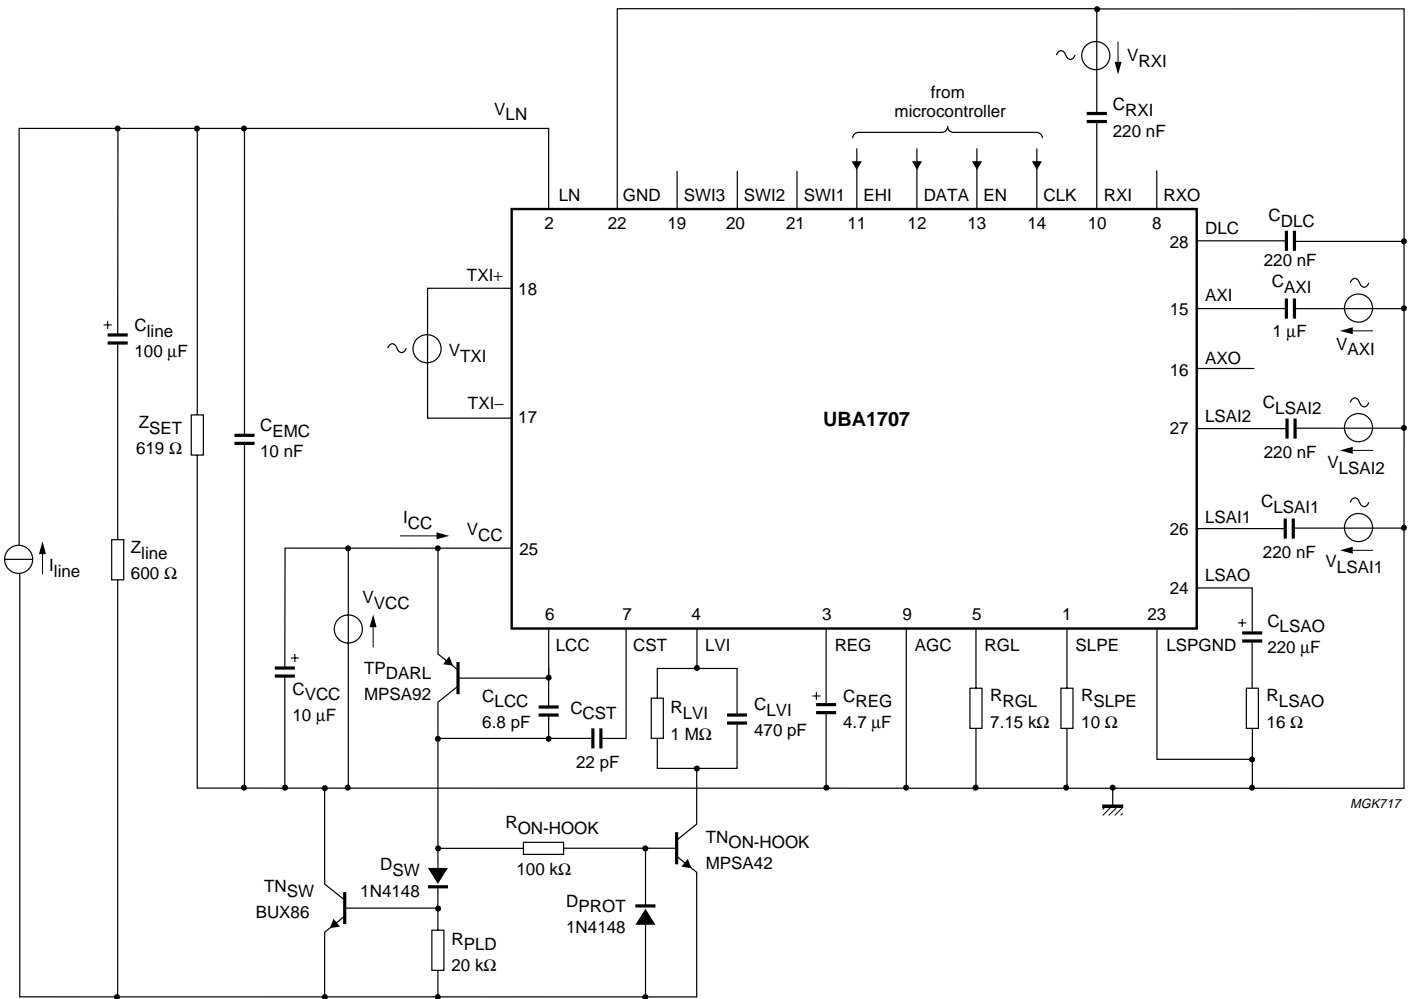 VRXI
from
microcontroller
CRXI
220 nF
VLN
LN
GND
SWI3
SWI2
SWI1
EHI
DATA
EN
CLK
RXI
RXO
2
22
19
20
21
11
12
13
14
10
8
DLC
28
CDLC
220 nF
TXI+
18
AXI
15
CAXI
1 μF
VAXI
Cline
100 μF
+
VTXI
AXO
16
TXI−
17
ZSET
619 Ω
CEMC
10 nF
UBA1707
LSAI2
27
CLSAI2
220 nF
VLSAI2
ICC
VCC
25
LSAI1
26
CLSAI1
220 nF
VLSAI1
Iline
Zline
600 Ω
LSAO
24
VVCC
6
7
4
3
9
5
1
23
LCC
CST
LVI
REG
AGC
RGL
SLPE
LSPGND
+
CLSAO
220 μF
+
CVCC
10 μF
TPDARL
MPSA92
CLCC
6.8 pF
CCST
22 pF
RLVI
1 MΩ
CLVI
470 pF
+
CREG
4.7 μF
RRGL
7.15 kΩ
RSLPE
10 Ω
RLSAO
16 Ω
MGK717
RON-HOOK
100 kΩ
TNON-HOOK
MPSA42
DSW
1N4148
TNSW
BUX86
DPROT
1N4148
RPLD
20 kΩ